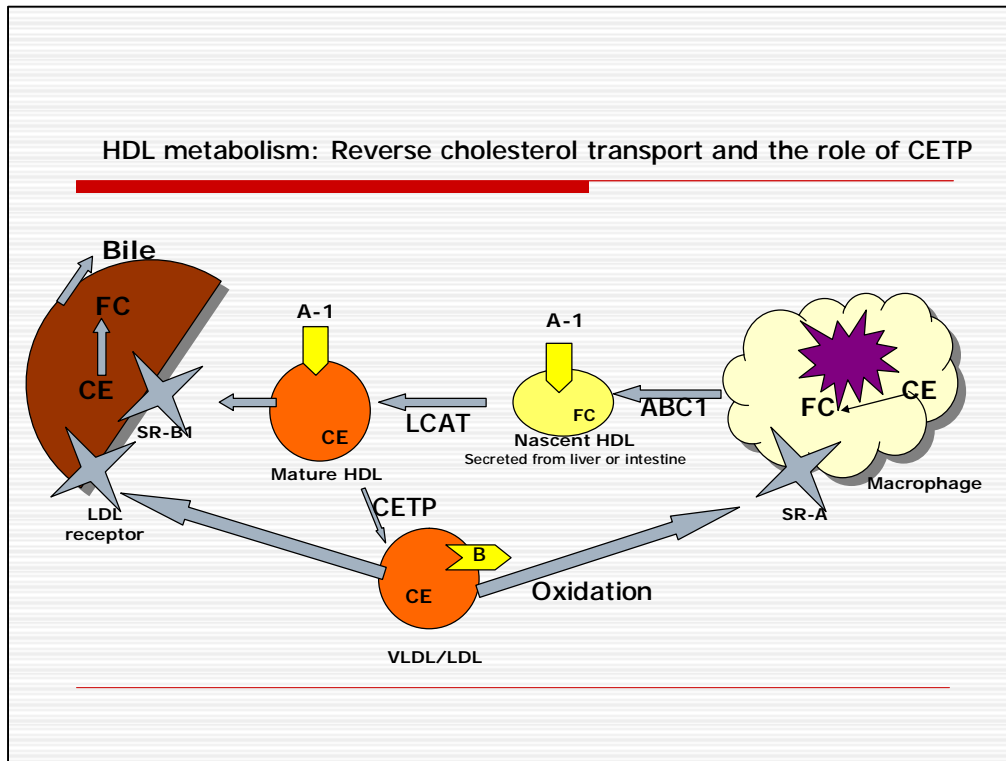 HDL metabolism: Reverse cholesterol transport and the role of CETP
Bile
FC
CE
SR-B1
LDL
receptor
A-1
CE
Mature HDL
LCAT
A-1
FC
Nascent HDL
Secreted from liver or intestine
ABC1
FC
CE
Macrophage
SR-A
CETP
B
CE
Oxidation
VLDL/LDL